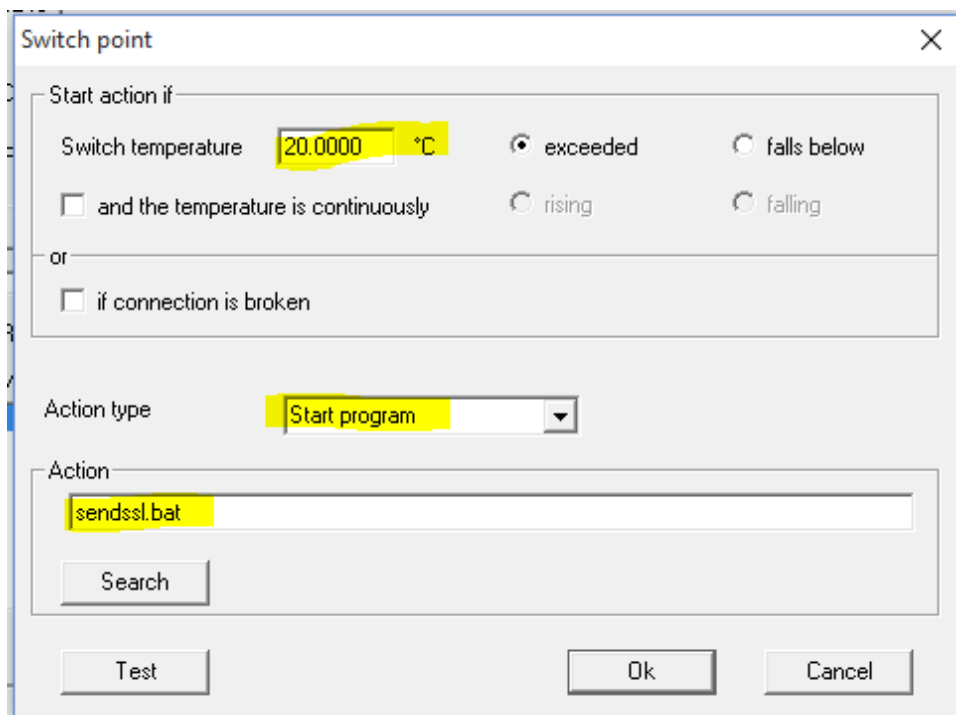 Switch point
Start action if
Switch temperature 20.0000 °C exceeded falls below
and the temperature is continuously rising falling
or
if connection is broken
Action type Start program
Action
sendssl.bat
Search
Test Ok Cancel